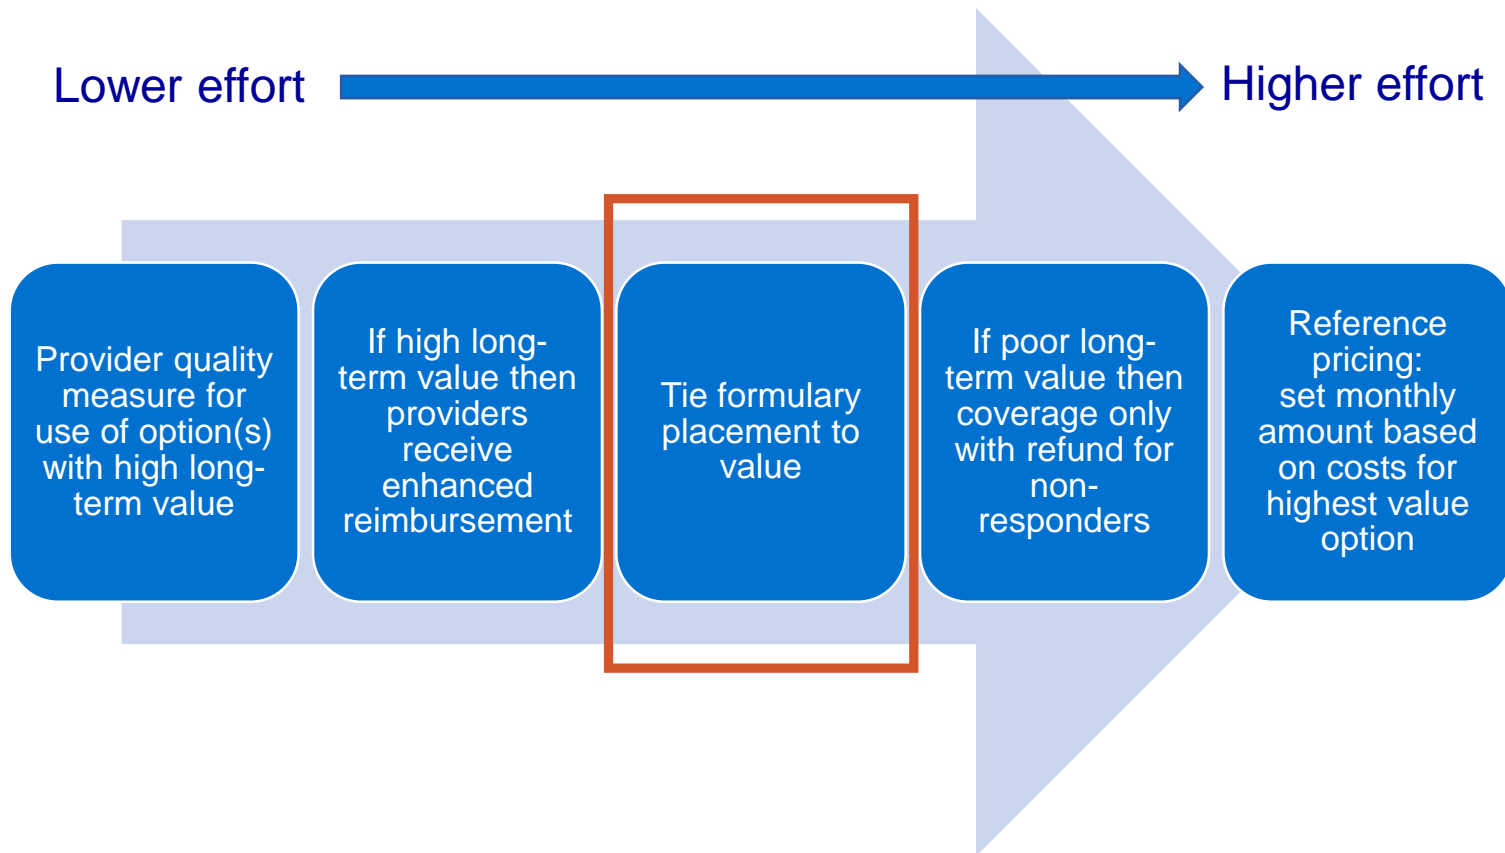 Lower effort
Higher effort
Provider quality
measure for
use of option(s)
with high long-
term value
If high long-
term value then
providers
receive
enhanced
reimbursement
Tie formulary
placement to
value
If poor long-
term value then
coverage only
with refund for
non-
responders
Reference
pricing:
set monthly
amount based
on costs for
highest value
option